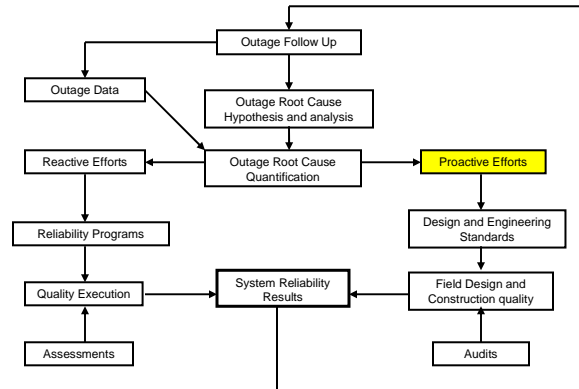 Outage Follow Up
Outage Data
Outage Root Cause
Hypothesis and analysis
Reactive Efforts
Outage Root Cause
Quantification
Proactive Efforts
Reliability Programs
Design and Engineering
Standards
Quality Execution
System Reliability
Results
Field Design and
Construction quality
Assessments
Audits